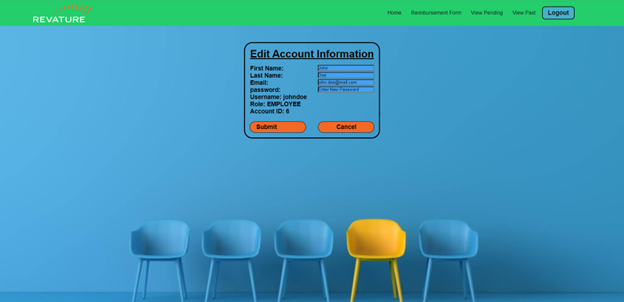 REVATURE
Home Reimbursement Form View Pending View Past Logout
Edit Account Information
First Name: John
Last Name: Doe
Email: john.doe@mail.com
password: Enter New Password
Username: johndoe
Role: EMPLOYEE
Account ID: 6
Submit Cancel